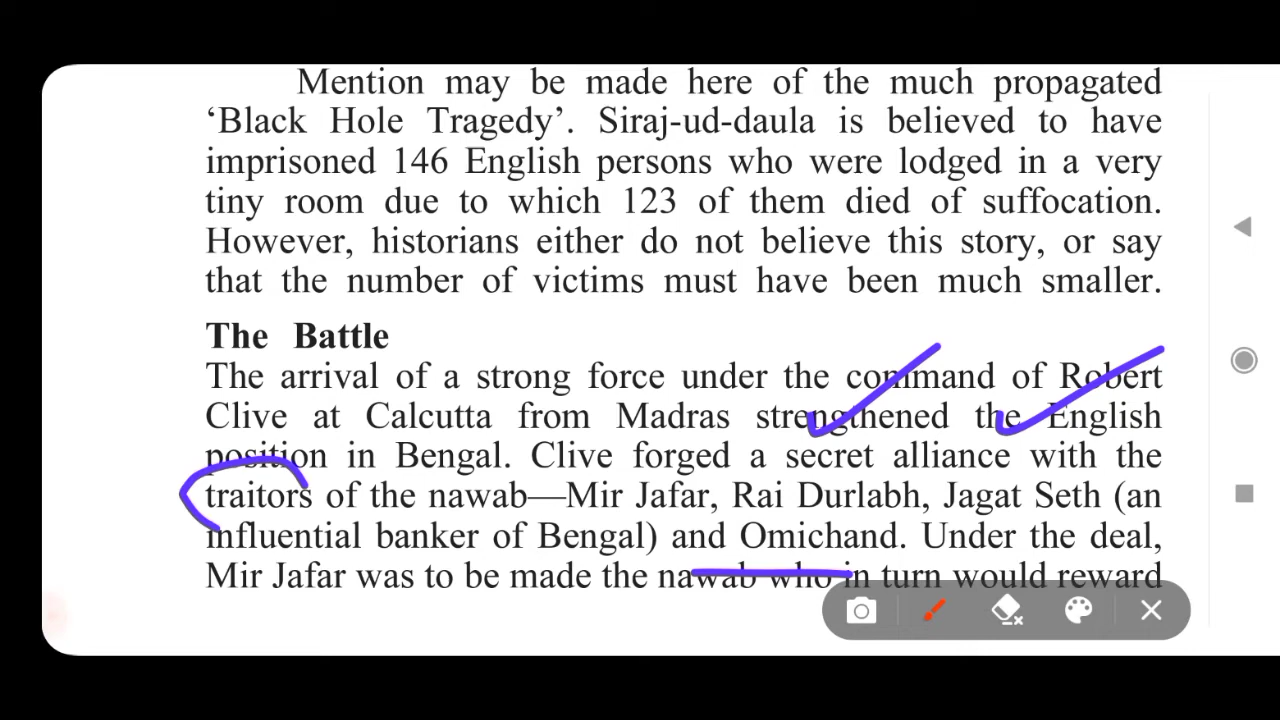 Mention may be made here of the much propagated
‘Black Hole Tragedy’. Siraj-ud-daula is believed to have
imprisoned 146 English persons who were lodged in a very
tiny room due to which 123 of them died of suffocation.
However, historians either do not believe this story, or say
that the number of victims must have been much smaller.
The Battle
The arrival of a strong force under the command of Robert
Clive at Calcutta from Madras strengthened the English
position in Bengal. Clive forged a secret alliance with the
traitors of the nawab—Mir Jafar, Rai Durlabh, Jagat Seth (an
influential banker of Bengal) and Omichand. Under the deal,
Mir Jafar was to be made the nawab who in turn would reward